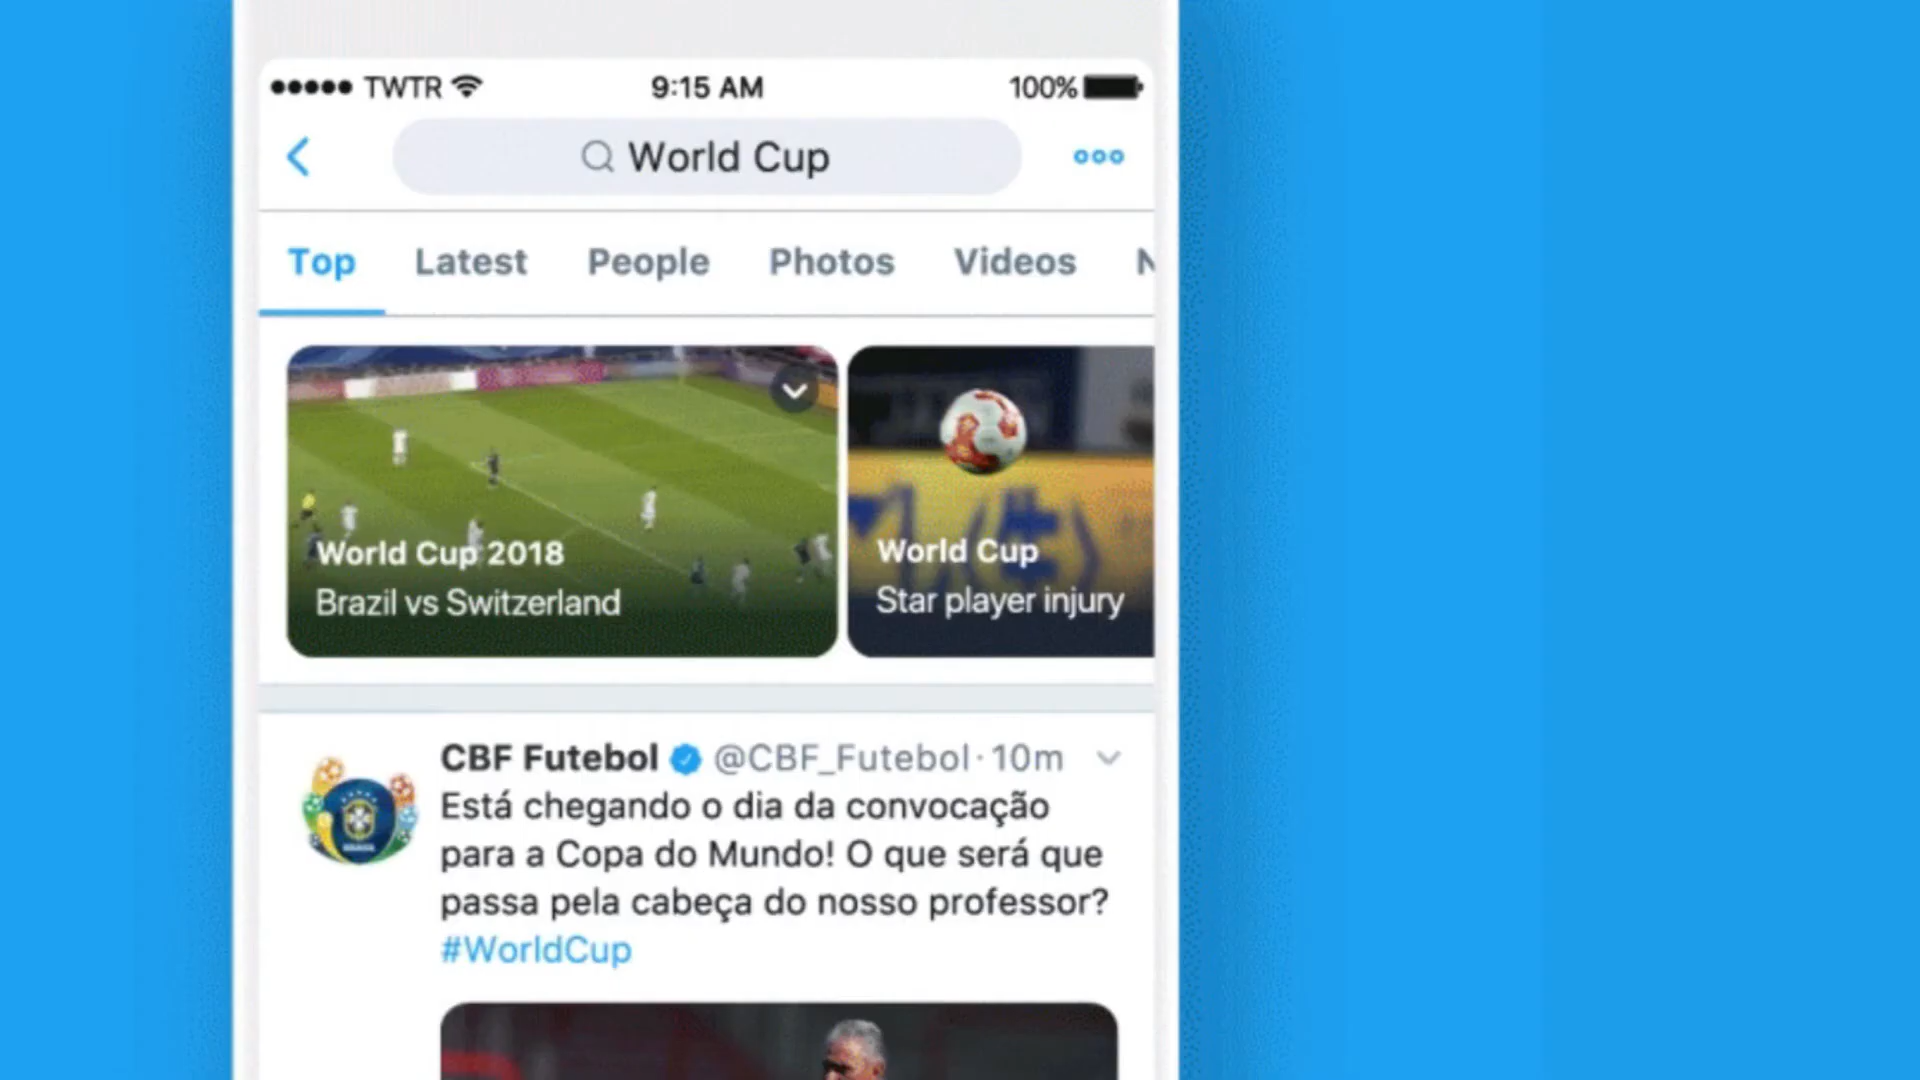 TWTR 9:15 AM 100%
World Cup
Top Latest People Photos Videos N
World Cup 2018
Brazil vs Switzerland
World Cup
Star player injury
CBF Futebol @CBF_Futebol · 10m
Está chegando o dia da convocação
para a Copa do Mundo! O que será que
passa pela cabeça do nosso professor?
#WorldCup